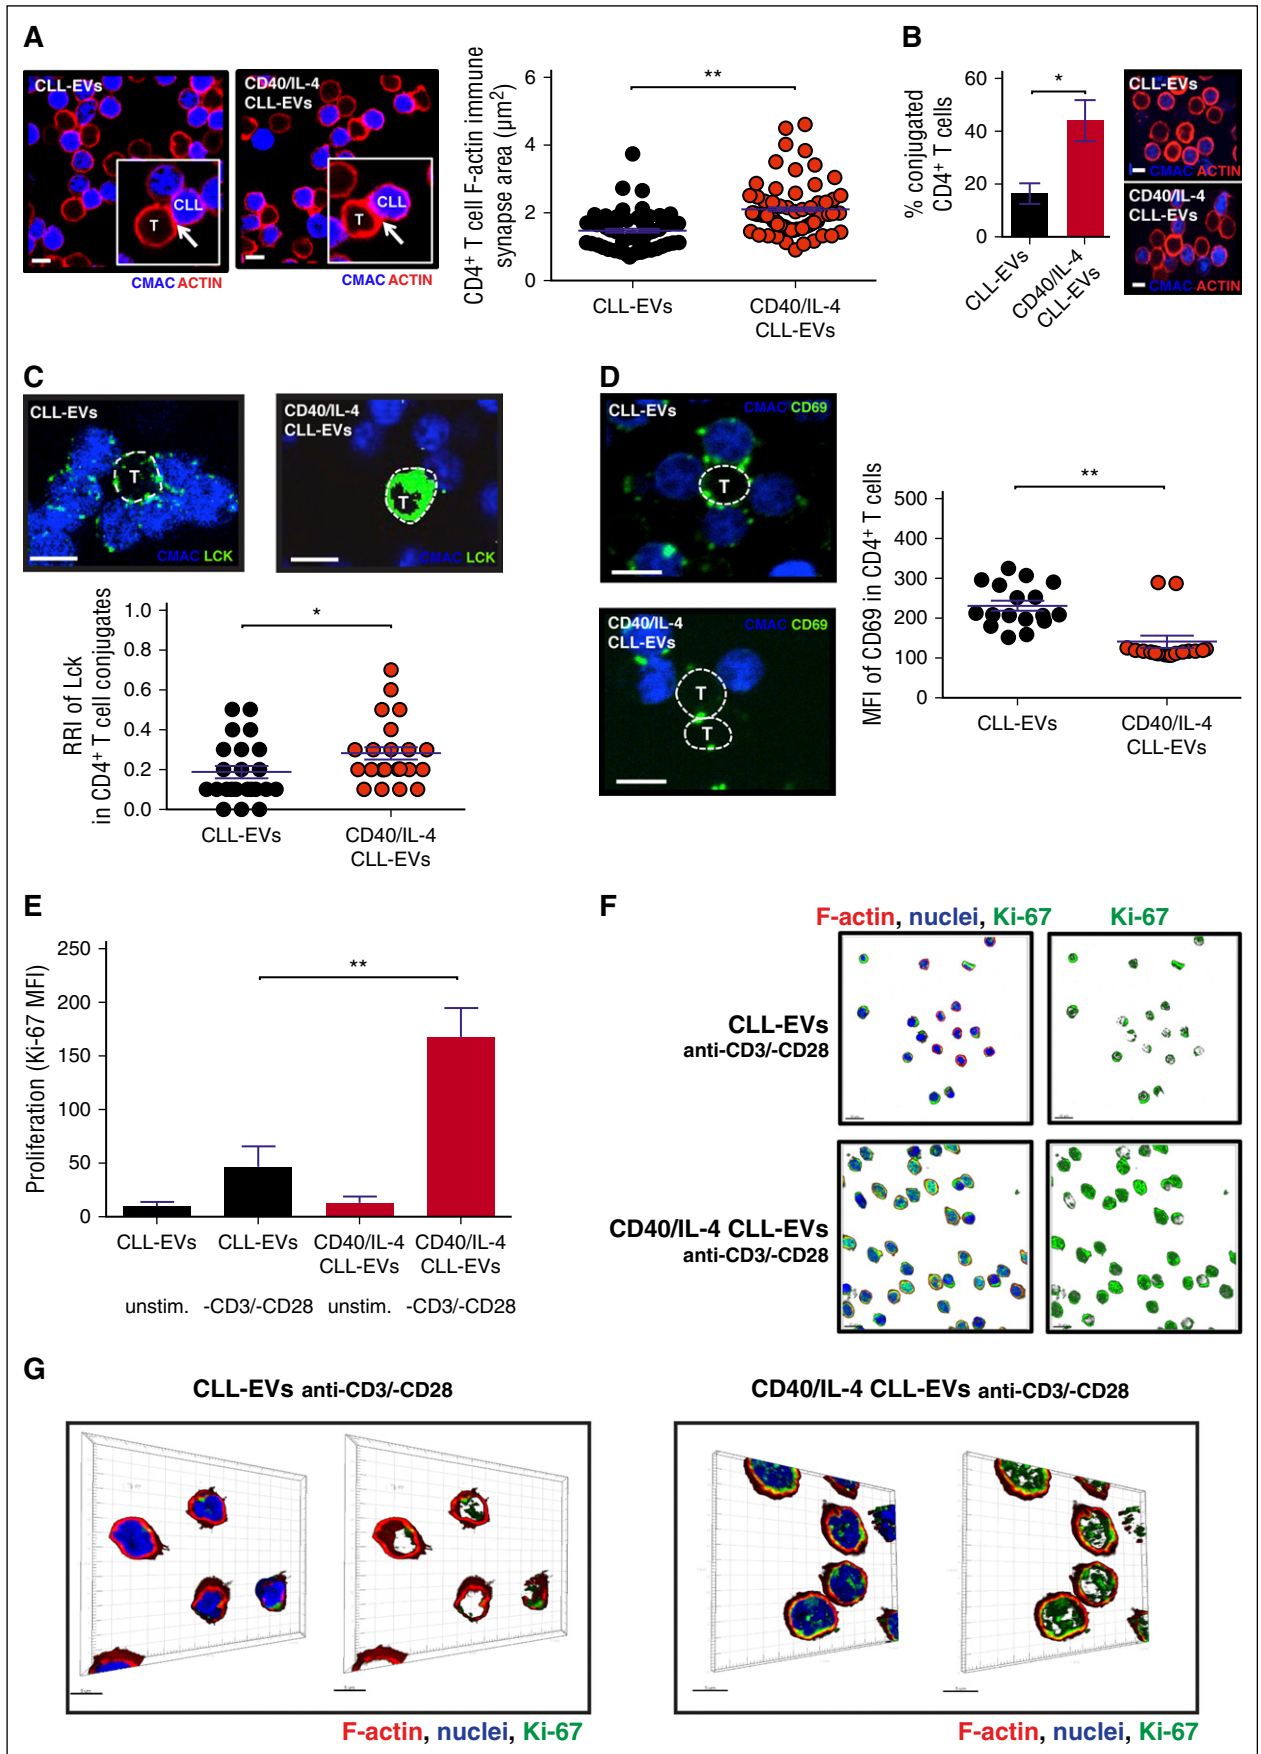 A
CLL-EVs
CD40/IL-4
CLL-EVs
T
CLL
T
CLL
CMAC ACTIN
CMAC ACTIN
CD4+ T cell F-actin immune
synapse area (µm2)
6
4
2
0
**
CLL-EVs
CD40/IL-4
CLL-EVs
B
% conjugated
CD4+ T cells
60
40
20
0
*
CLL-EVs
CD40/IL-4
CLL-EVs
CLL-EVs
CMAC ACTIN
CD40/IL-4
CLL-EVs
CMAC ACTIN
C
CLL-EVs
T
CMAC LCK
CD40/IL-4
CLL-EVs
T
CMAC LCK
RRI of Lck
in CD4+ T cell conjugates
1.0
0.8
0.6
0.4
0.2
0.0
*
CLL-EVs
CD40/IL-4
CLL-EVs
D
CLL-EVs
CMAC CD69
T
CD40/IL-4
CLL-EVs
CMAC CD69
T
T
MFI of CD69 in CD4+ T cells
500
400
300
200
100
0
**
CLL-EVs
CD40/IL-4
CLL-EVs
E
Proliferation (Ki-67 MFI)
250
200
150
100
50
0
**
CLL-EVs
CLL-EVs
CD40/IL-4
CLL-EVs
CD40/IL-4
CLL-EVs
unstim.
-CD3/-CD28
unstim.
-CD3/-CD28
F
F-actin, nuclei, Ki-67
Ki-67
CLL-EVs
anti-CD3/-CD28
CD40/IL-4 CLL-EVs
anti-CD3/-CD28
G
CLL-EVs anti-CD3/-CD28
CD40/IL-4 CLL-EVs anti-CD3/-CD28
F-actin, nuclei, Ki-67
F-actin, nuclei, Ki-67